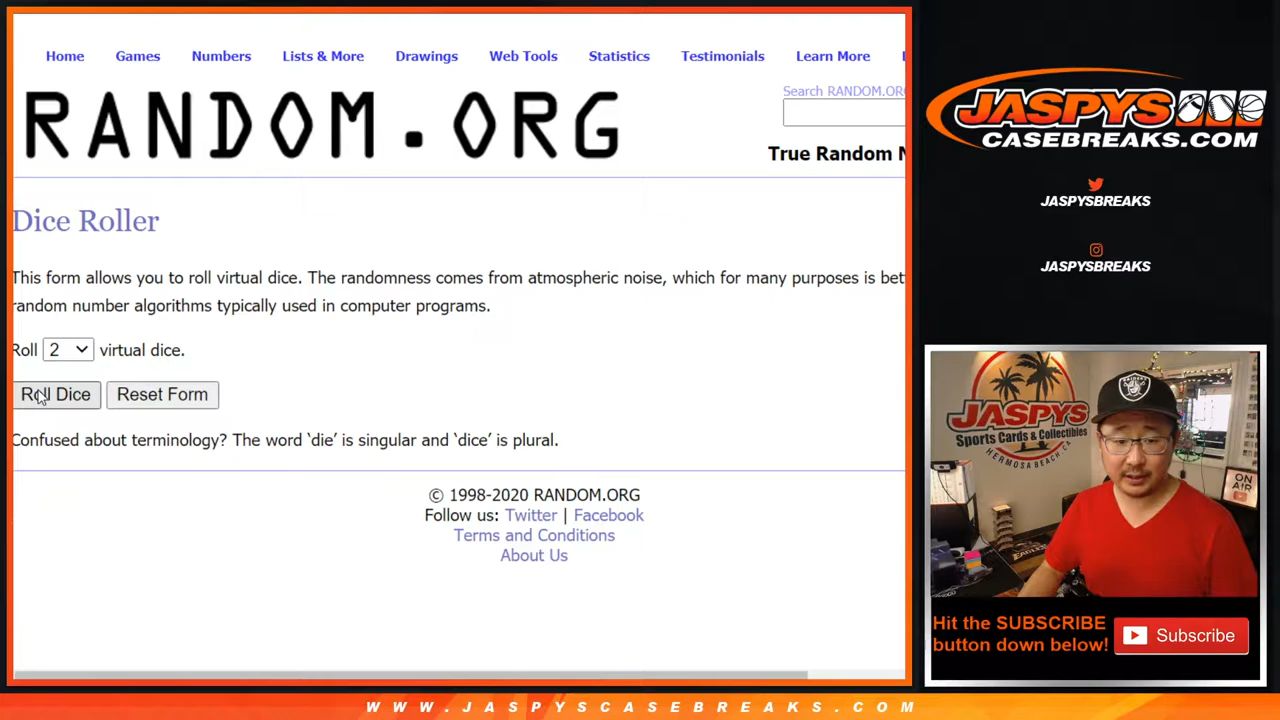 Home Games Numbers Lists & More Drawings Web Tools Statistics Testimonials Learn More
Search RANDOM.OR
RANDOM.ORG
True Random N
Dice Roller
This form allows you to roll virtual dice. The randomness comes from atmospheric noise, which for many purposes is bet
random number algorithms typically used in computer programs.
Roll 2 virtual dice.
Roll Dice Reset Form
Confused about terminology? The word ‘die’ is singular and ‘dice’ is plural.
© 1998-2020 RANDOM.ORG
Follow us: Twitter | Facebook
Terms and Conditions
About Us
JASPYS
CASEBREAKS.COM
JASPYSBREAKS
JASPYSBREAKS
JASPYS
Sports Cards & Collectibles
HERMOSA BEACH, CA
RAIDERS
ON
AIR
EAGLES
Hit the SUBSCRIBE
button down below!
Subscribe
WWW.JASPYSCASEBREAKS.COM